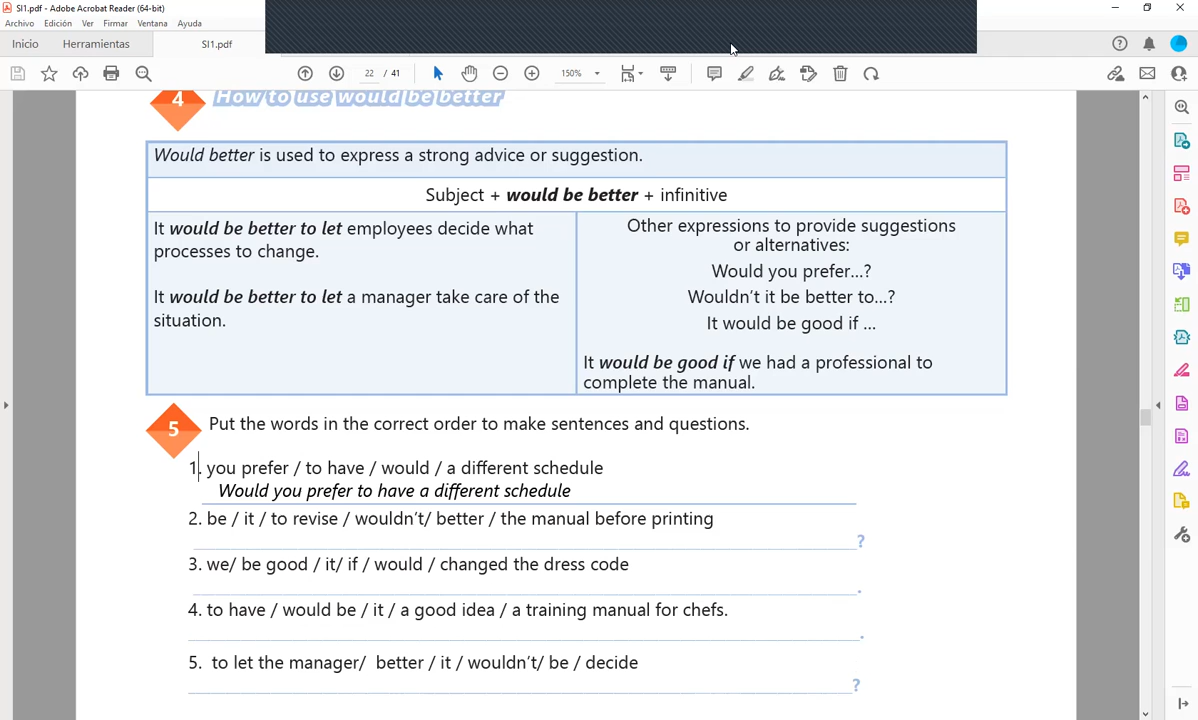 SI1.pdf - Adobe Acrobat Reader (64-bit)
Archivo Edición Ver Firmar Ventana Ayuda
Inicio Herramientas SI1.pdf
22 / 41 150%
4 How to use would be better
Would better is used to express a strong advice or suggestion.
Subject + would be better + infinitive
It would be better to let employees decide what
processes to change.
It would be better to let a manager take care of the
situation.
Other expressions to provide suggestions
or alternatives:
Would you prefer...?
Wouldn't it be better to...?
It would be good if ...
It would be good if we had a professional to
complete the manual.
5 Put the words in the correct order to make sentences and questions.
1. you prefer / to have / would / a different schedule
Would you prefer to have a different schedule
2. be / it / to revise / wouldn't/ better / the manual before printing
?
3. we/ be good / it/ if / would / changed the dress code
.
4. to have / would be / it / a good idea / a training manual for chefs.
.
5. to let the manager/ better / it / wouldn't/ be / decide
?